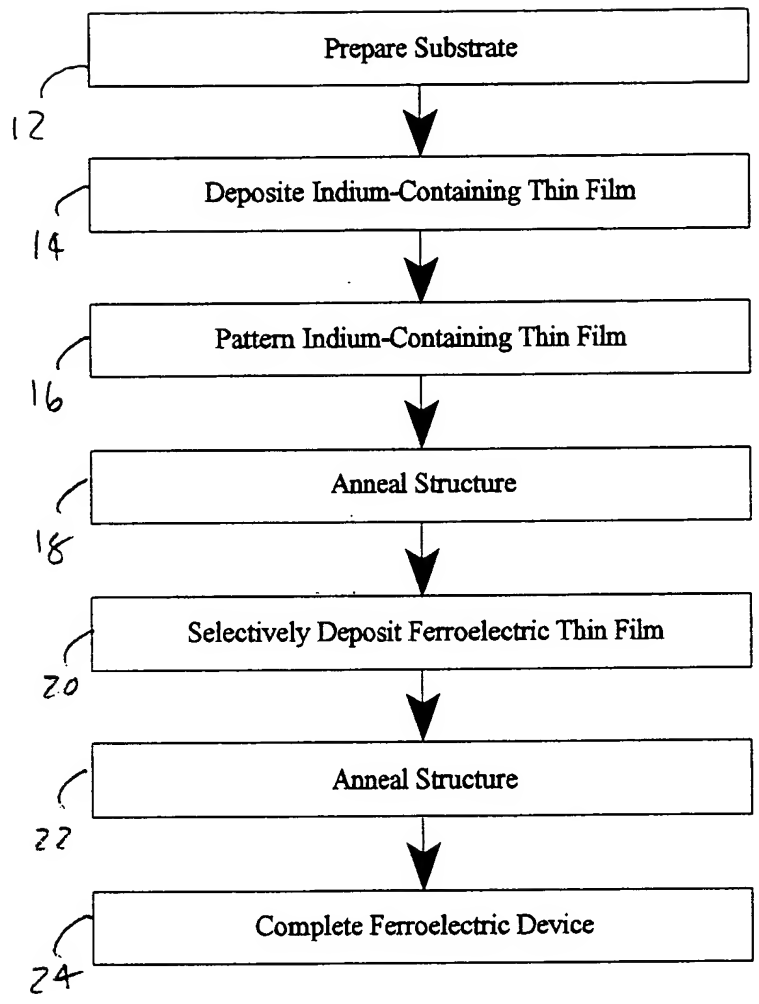 Prepare Substrate
12
Deposite Indium-Containing Thin Film
14
Pattern Indium-Containing Thin Film
16
Anneal Structure
18
Selectively Deposit Ferroelectric Thin Film
20
Anneal Structure
22
Complete Ferroelectric Device
24